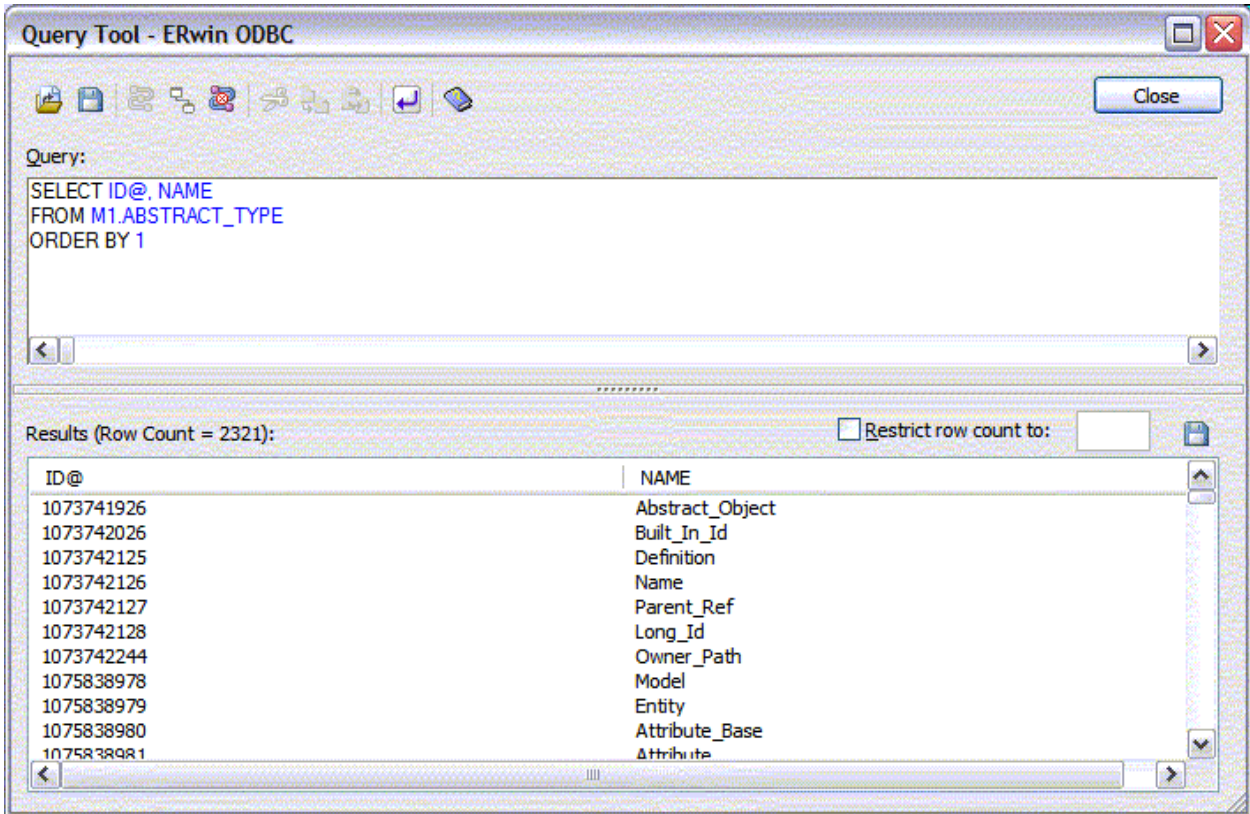 Query Tool - ERwin ODBC
Close
Query:
SELECT ID@, NAME
FROM M1.ABSTRACT_TYPE
ORDER BY 1
Results (Row Count = 2321):
Restrict row count to:
ID@ NAME
1073741926 Abstract_Object
1073742026 Built_In_Id
1073742125 Definition
1073742126 Name
1073742127 Parent_Ref
1073742128 Long_Id
1073742244 Owner_Path
1075838978 Model
1075838979 Entity
1075838980 Attribute_Base
1075838981 Attribute